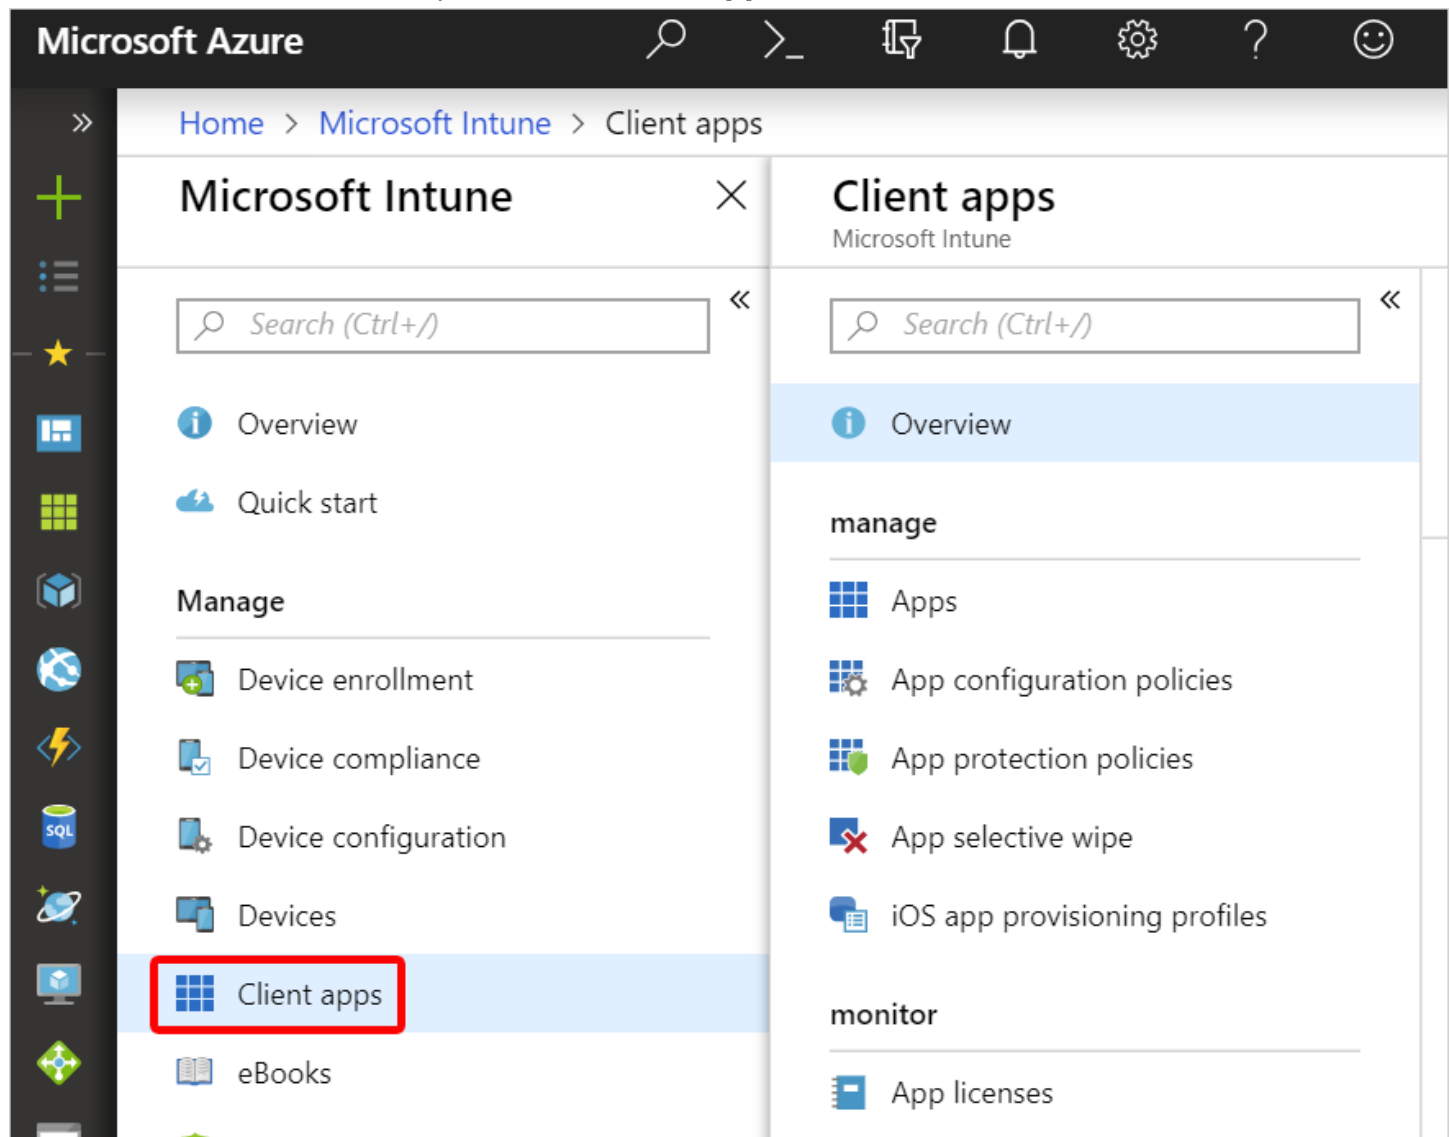 Microsoft Azure
Home > Microsoft Intune > Client apps
Microsoft Intune
Search (Ctrl+/)
Overview
Quick start
Manage
Device enrollment
Device compliance
Device configuration
Devices
Client apps
eBooks
Client apps
Microsoft Intune
Search (Ctrl+/)
Overview
manage
Apps
App configuration policies
App protection policies
App selective wipe
iOS app provisioning profiles
monitor
App licenses
SQL